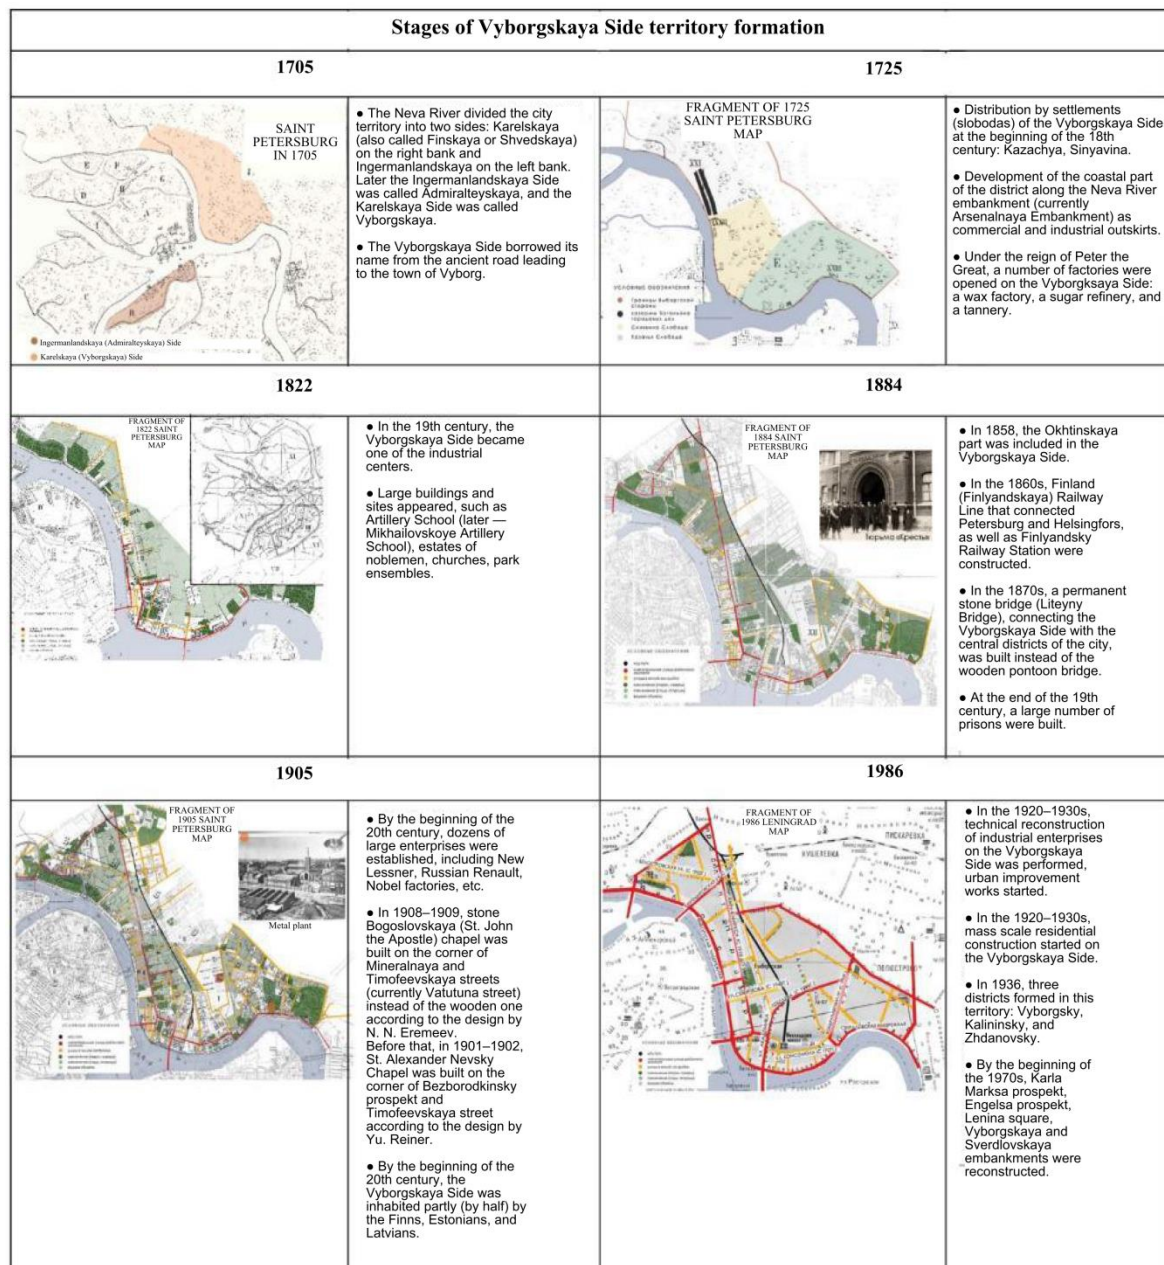 Stages of Vyborgskaya Side territory formation
1705
1725
SAINT
PETERSBURG
IN 1705
Ingermanlandskaya (Admiralteyskaya) Side
Karelskaya (Vyborgskaya) Side
● The Neva River divided the city
territory into two sides: Karelskaya
(also called Finskaya or Shvedskaya)
on the right bank and
Ingermanlandskaya on the left bank.
Later the Ingermanlandskaya Side
was called Admiralteyskaya, and the
Karelskaya Side was called
Vyborgskaya.
● The Vyborgskaya Side borrowed its
name from the ancient road leading
to the town of Vyborg.
FRAGMENT OF 1725
SAINT PETERSBURG
MAP
● Distribution by settlements
(slobodas) of the Vyborgskaya Side
at the beginning of the 18th
century: Kazachya, Sinyavina.
● Development of the coastal part
of the district along the Neva River
embankment (currently
Arsenalnaya Embankment) as
commercial and industrial outskirts.
● Under the reign of Peter the
Great, a number of factories were
opened on the Vyborgksaya Side:
a wax factory, a sugar refinery, and
a tannery.
1822
1884
FRAGMENT OF
1822 SAINT
PETERSBURG
MAP
● In the 19th century, the
Vyborgskaya Side became
one of the industrial
centers.
● Large buildings and
sites appeared, such as
Artillery School (later —
Mikhailovskoye Artillery
School), estates of
noblemen, churches, park
ensembles.
FRAGMENT OF
1884 SAINT
PETERSBURG
MAP
● In 1858, the Okhtinskaya
part was included in the
Vyborgskaya Side.
● In the 1860s, Finland
(Finlyandskaya) Railway
Line that connected
Petersburg and Helsingfors,
as well as Finlyandsky
Railway Station were
constructed.
● In the 1870s, a permanent
stone bridge (Liteyny
Bridge), connecting the
Vyborgskaya Side with the
central districts of the city,
was built instead of the
wooden pontoon bridge.
● At the end of the 19th
century, a large number of
prisons were built.
1905
1986
FRAGMENT OF
1905 SAINT
PETERSBURG
MAP
Metal plant
● By the beginning of the
20th century, dozens of
large enterprises were
established, including New
Lessner, Russian Renault,
Nobel factories, etc.
● In 1908–1909, stone
Bogoslovskaya (St. John
the Apostle) chapel was
built on the corner of
Mineralnaya and
Timofeevskaya streets
(currently Vatutuna street)
instead of the wooden one
according to the design by
N. N. Eremeev.
Before that, in 1901–1902,
St. Alexander Nevsky
Chapel was built on the
corner of Bezborodkinsky
prospekt and
Timofeevskaya street
according to the design by
Yu. Reiner.
● By the beginning of the
20th century, the
Vyborgskaya Side was
inhabited partly (by half) by
the Finns, Estonians, and
Latvians.
FRAGMENT OF
1986 LENINGRAD
MAP
ПИСКАРЕВКА
КУШЕЛЕВКА
● In the 1920–1930s,
technical reconstruction
of industrial enterprises
on the Vyborgskaya
Side was performed,
urban improvement
works started.
● In the 1920–1930s,
mass scale residential
construction started on
the Vyborgskaya Side.
● In 1936, three
districts formed in this
territory: Vyborgsky,
Kalininsky, and
Zhdanovsky.
● By the beginning of
the 1970s, Karla
Marksa prospekt,
Engelsa prospekt,
Lenina square,
Vyborgskaya and
Sverdlovskaya
embankments were
reconstructed.